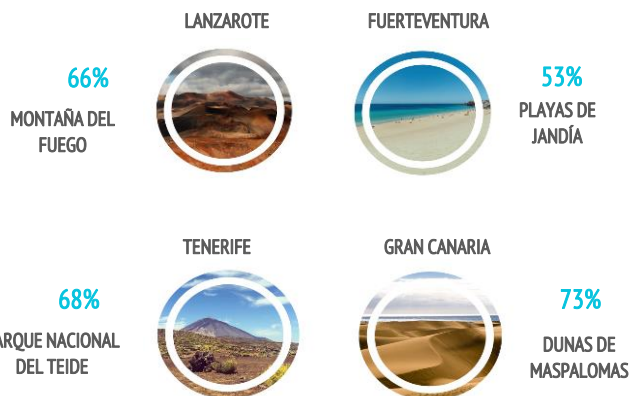 LANZAROTE
FUERTEVENTURA
66%
MONTAÑA DEL
FUEGO
53%
PLAYAS DE
JANDÍA
TENERIFE
GRAN CANARIA
68%
ARQUE NACIONAL
DEL TEIDE
73%
DUNAS DE
MASPALOMAS